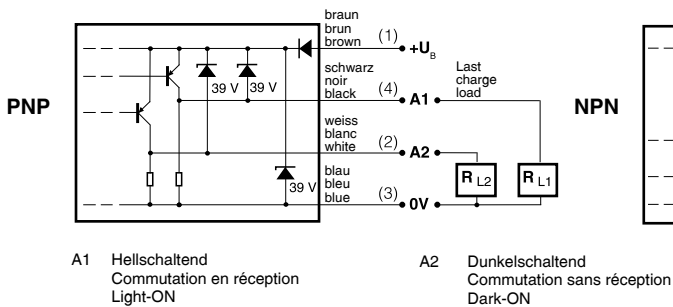 braun
brun
brown
(1)
+UB
schwarz
noir
black
(4)
A1
Last
charge
load
PNP
39 V
39 V
NPN
weiss
blanc
white
(2)
A2
R L2
R L1
39 V
blau
bleu
blue
(3)
0V
A1 Hellschaltend
Commutation en réception
Light-ON
A2 Dunkelschaltend
Commutation sans réception
Dark-ON